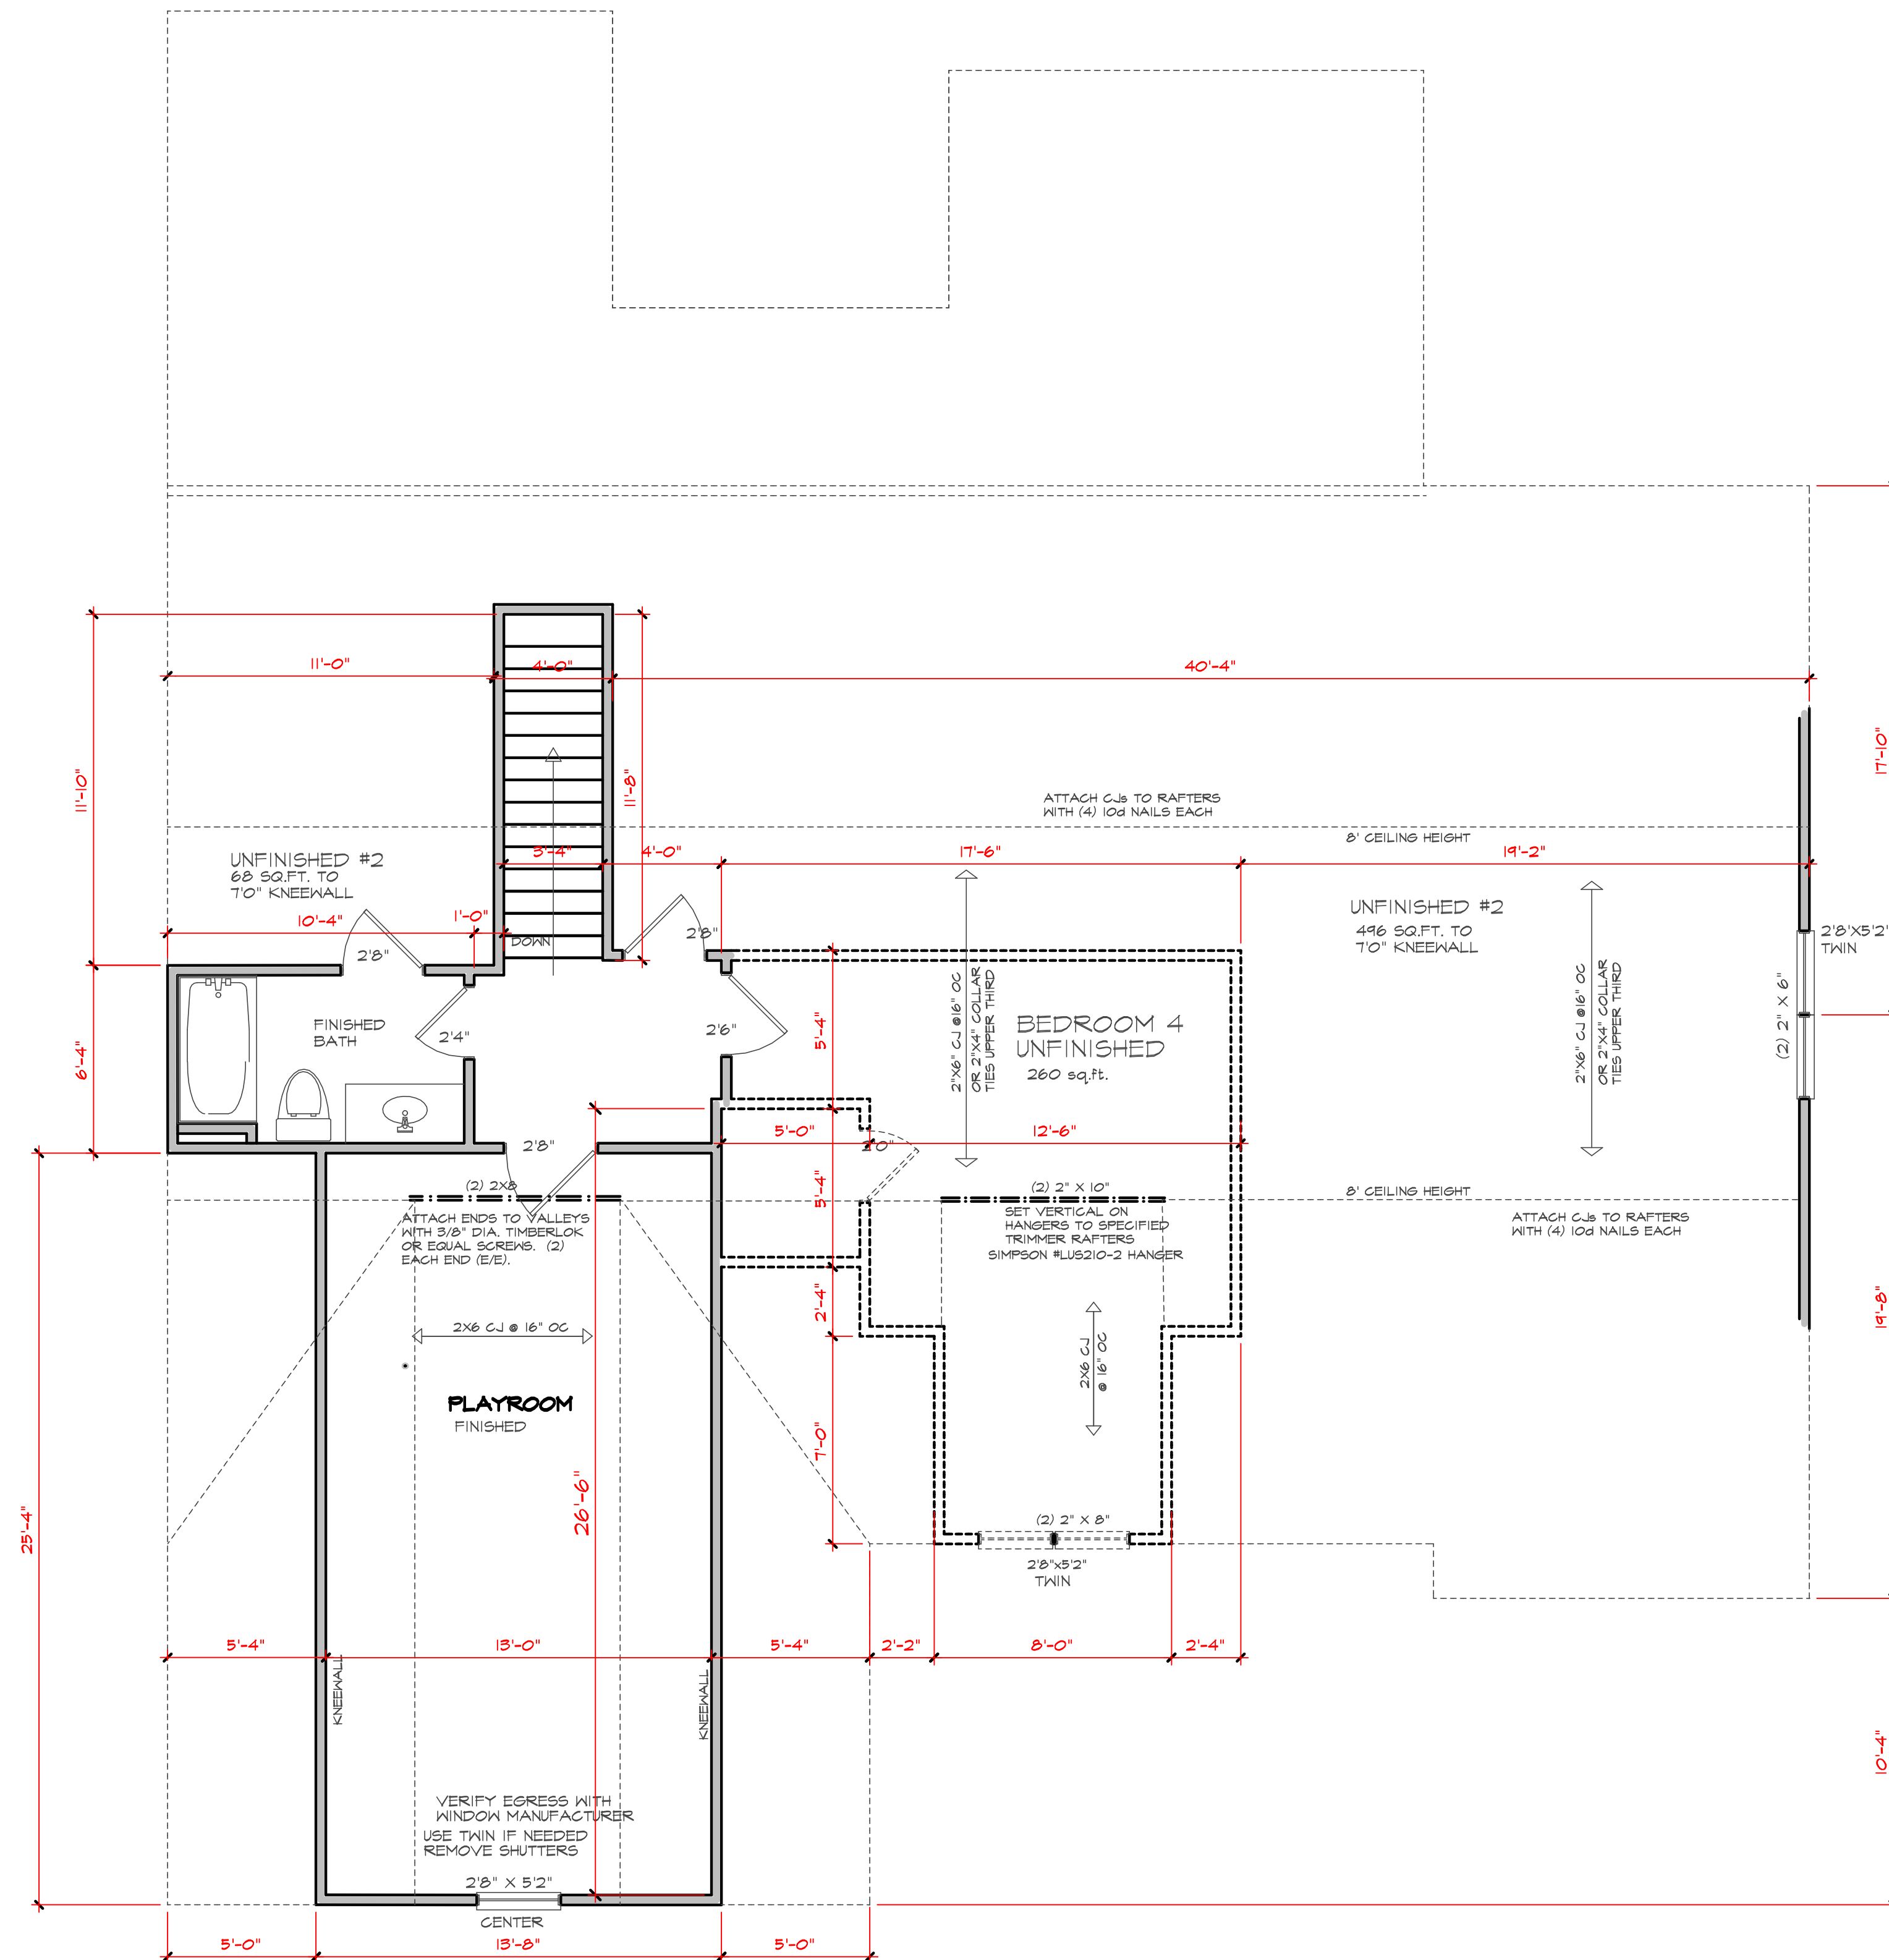 11'-0"
4'-0"
40'-4"
17'-10"
11'-10"
11'-8"
ATTACH CJs TO RAFTERS
WITH (4) 10d NAILS EACH
8' CEILING HEIGHT
UNFINISHED #2
68 SQ.FT. TO
7'0" KNEEWALL
3'-4"
4'-0"
17'-6"
19'-2"
10'-4"
1'-0"
DOWN
2'8"
2'8"
UNFINISHED #2
496 SQ.FT. TO
7'0" KNEEWALL
2'8'X5'2"
TWIN
(2) 2" X 6"
2"X6" CJ @16" OC
OR 2"X4" COLLAR
TIES UPPER THIRD
2"X6" CJ @16" OC
OR 2"X4" COLLAR
TIES UPPER THIRD
FINISHED
BATH
2'4"
2'6"
6'-4"
5'-4"
BEDROOM 4
UNFINISHED
260 sq.ft.
2'8"
5'-0"
2'0"
12'-6"
(2) 2X8
ATTACH ENDS TO VALLEYS
WITH 3/8" DIA. TIMBERLOK
OR EQUAL SCREWS. (2)
EACH END (E/E).
5'-4"
(2) 2" X 10"
SET VERTICAL ON
HANGERS TO SPECIFIED
TRIMMER RAFTERS
SIMPSON #LUS210-2 HANGER
8' CEILING HEIGHT
ATTACH CJs TO RAFTERS
WITH (4) 10d NAILS EACH
2'-4"
19'-8"
2X6 CJ @ 16" OC
2X6 CJ
@ 16" OC
PLAYROOM
FINISHED
7'-0"
26'-6"
25'-4"
(2) 2" X 8"
2'8"x5'2"
TWIN
5'-4"
13'-0"
5'-4"
2'-2"
8'-0"
2'-4"
KNEEWALL
KNEEWALL
10'-4"
VERIFY EGRESS WITH
WINDOW MANUFACTURER
USE TWIN IF NEEDED
REMOVE SHUTTERS
2'8" X 5'2"
CENTER
5'-0"
13'-8"
5'-0"